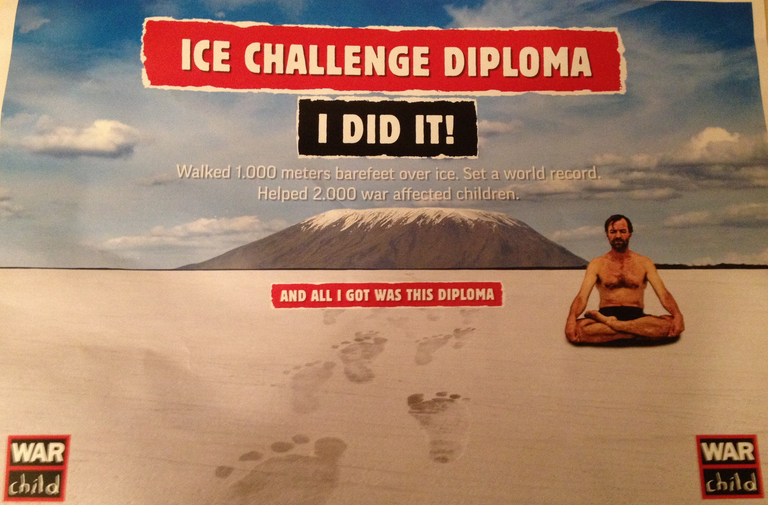 ICE CHALLENGE DIPLOMA
I DID IT!
Walked 1.000 meters barefeet over ice. Set a world record.
Helped 2.000 war affected children.
AND ALL I GOT WAS THIS DIPLOMA
WAR
child
WAR
child